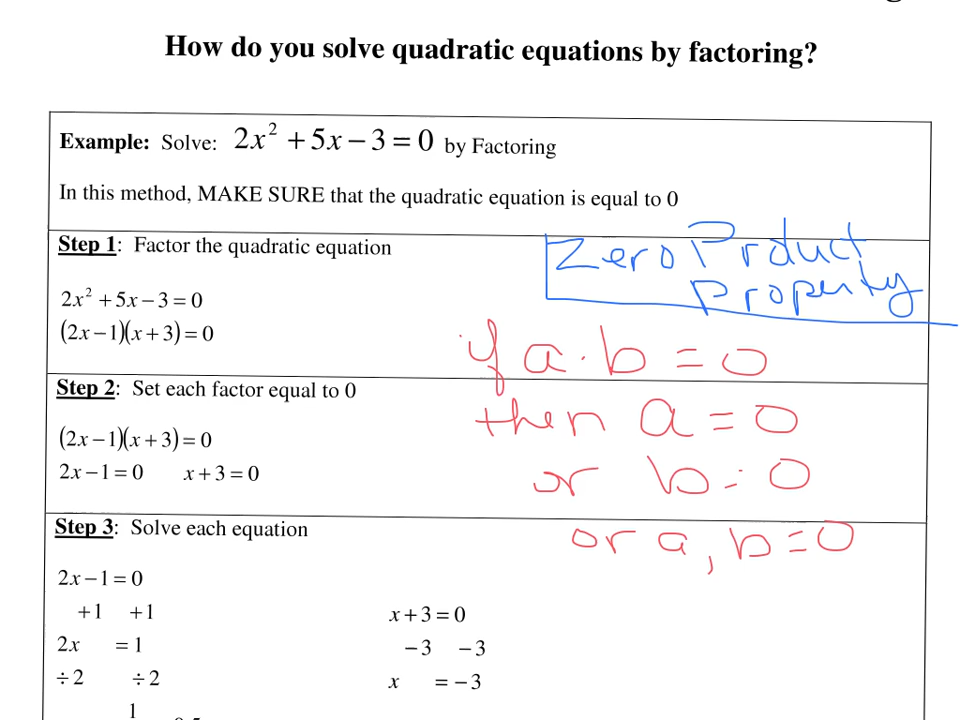 How do you solve quadratic equations by factoring?
Example: Solve: 2x² + 5x − 3 = 0 by Factoring
In this method, MAKE SURE that the quadratic equation is equal to 0
Step 1: Factor the quadratic equation
Zero Product
Property
2x² + 5x − 3 = 0
(2x − 1)(x + 3) = 0
if a · b = 0
Step 2: Set each factor equal to 0
then a = 0
(2x − 1)(x + 3) = 0
2x − 1 = 0 x + 3 = 0
or b = 0
Step 3: Solve each equation
or a, b = 0
2x − 1 = 0
+1 +1
x + 3 = 0
2x = 1
−3 −3
÷2 ÷2
x = −3
1